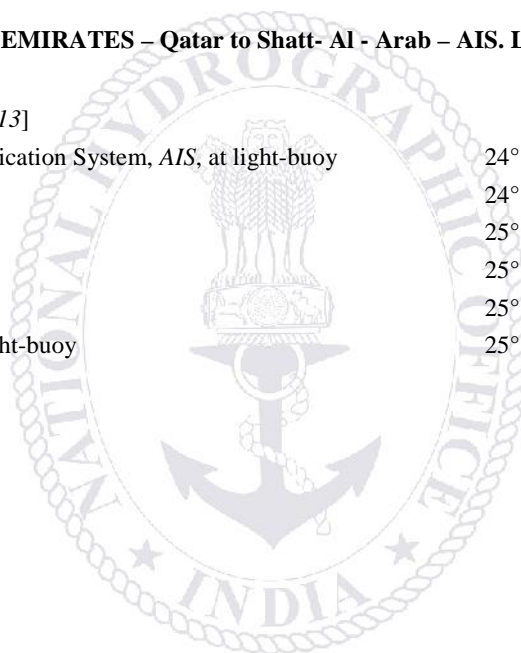 EMIRATES – Qatar to Shatt- Al - Arab – AIS. L
13]
ication System, AIS, at light-buoy 24°
24°
25°
25°
25°
ht-buoy 25°
NATIONAL HYDROGRAPHIC OFFICE
INDIA